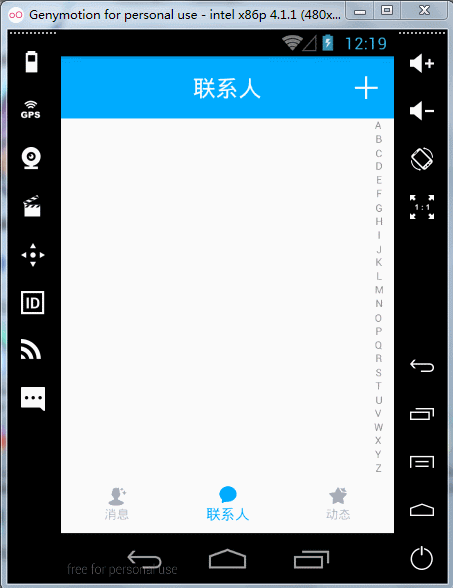 Genymotion for personal use - intel x86p 4.1.1 (480x...
12:19
GPS
联系人
A
B
C
D
E
F
G
H
I
J
K
L
M
N
O
P
Q
R
S
T
U
V
W
X
Y
Z
1:1
ID
消息
联系人
动态
free for personal use